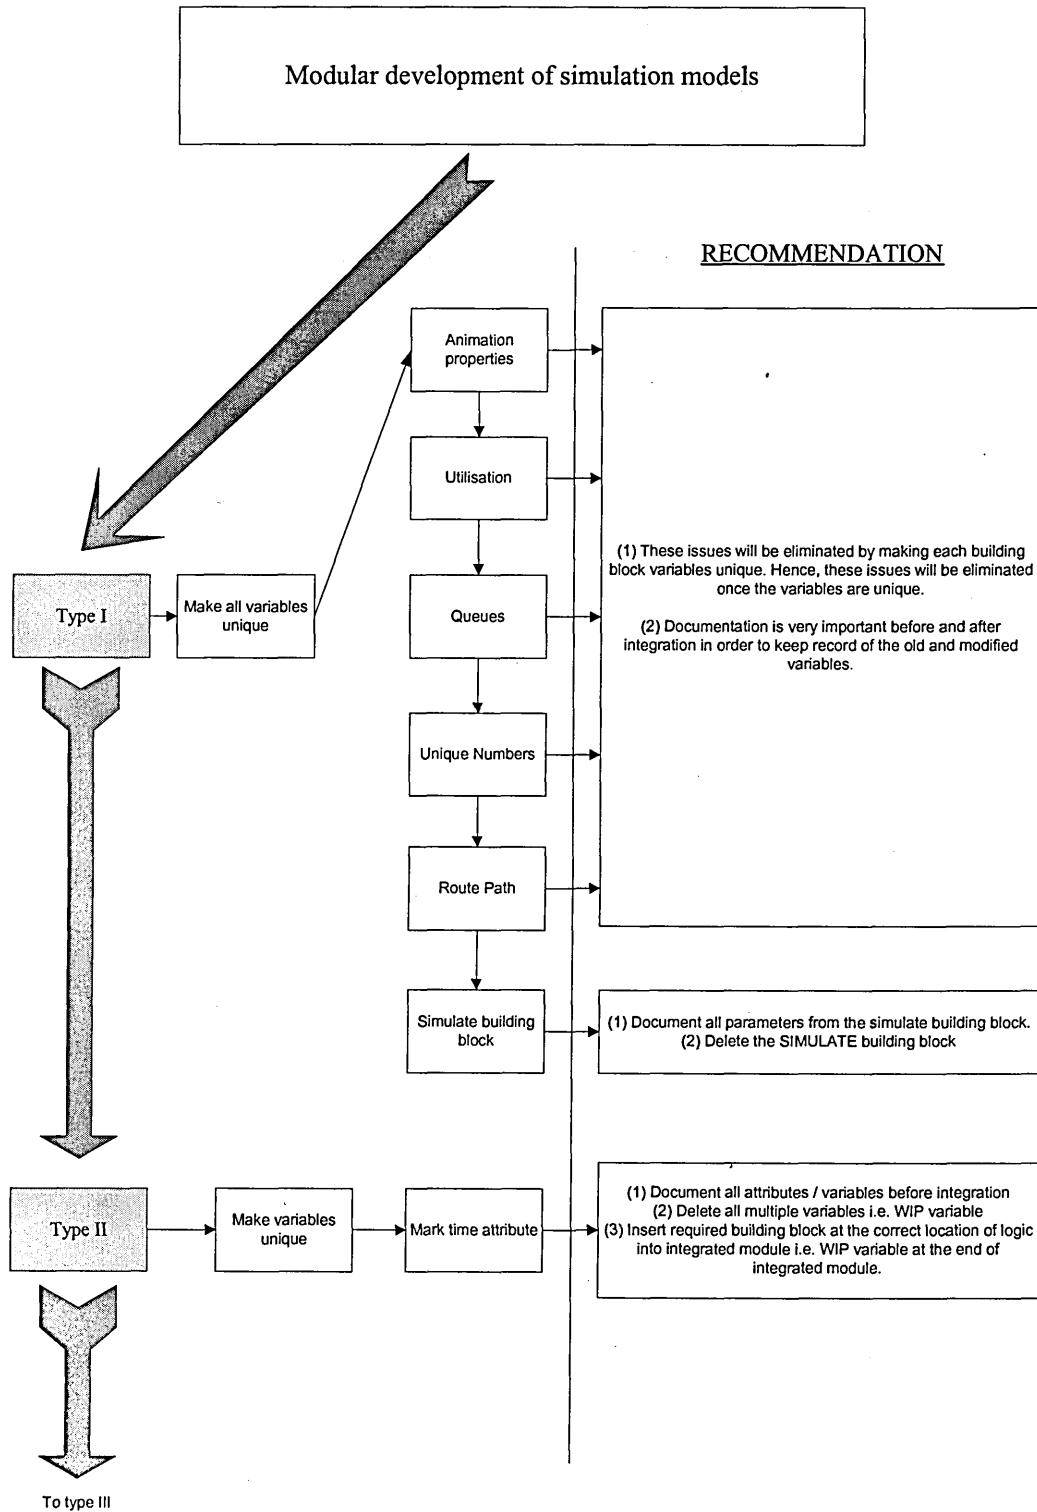 Modular development of simulation models
RECOMMENDATION
Animation
properties
Utilisation
Queues
Unique Numbers
Route Path
Simulate building
block
Type I
Make all variables
unique
(1) These issues will be eliminated by making each building
block variables unique. Hence, these issues will be eliminated
once the variables are unique.
(2) Documentation is very important before and after
integration in order to keep record of the old and modified
variables.
(1) Document all parameters from the simulate building block.
(2) Delete the SIMULATE building block
Type II
Make variables
unique
Mark time attribute
(1) Document all attributes / variables before integration
(2) Delete all multiple variables i.e. WIP variable
(3) Insert required building block at the correct location of logic
into integrated module i.e. WIP variable at the end of
integrated module.
To type III